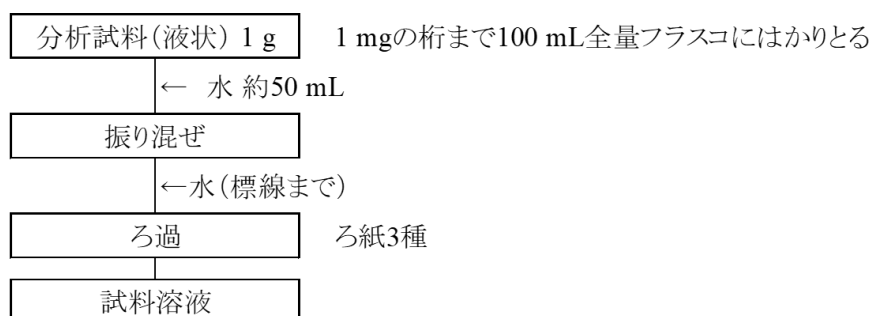 分析試料（液状） 1 g　1 mgの桁まで100 mL全量フラスコにはかりとる
← 水 約50 mL
振り混ぜ
←水（標線まで）
ろ過　ろ紙3種
試料溶液